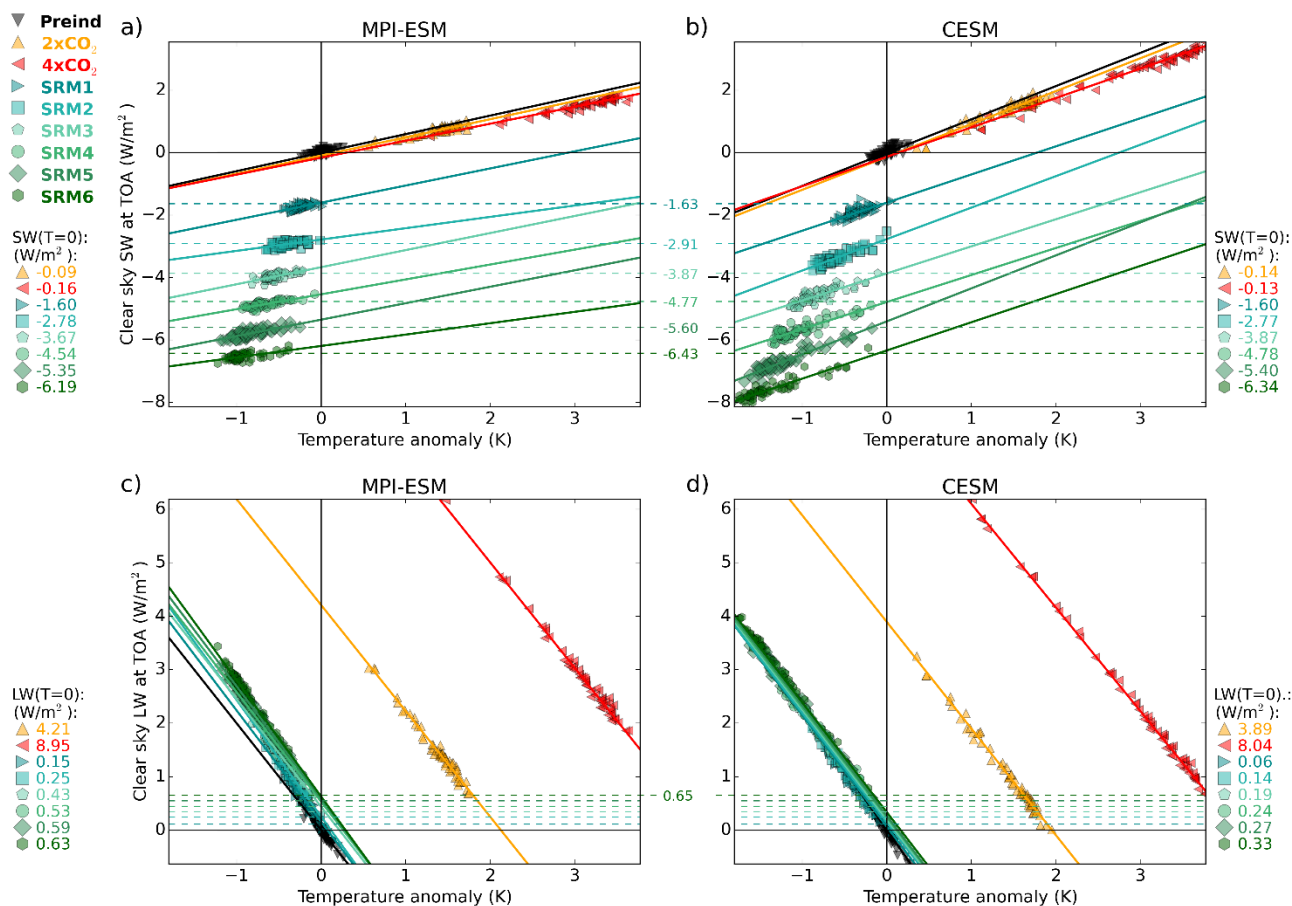 Preind
2xCO2
4xCO2
SRM1
SRM2
SRM3
SRM4
SRM5
SRM6
SW(T=0):
(W/m²):
-0.09
-0.16
-1.60
-2.78
-3.67
-4.54
-5.35
-6.19
a)
MPI-ESM
Clear sky SW at TOA (W/m²)
2
0
−2
−4
−6
−8
−1
0
1
2
3
Temperature anomaly (K)
-1.63
-2.91
-3.87
-4.77
-5.60
-6.43
b)
CESM
2
0
−2
−4
−6
−8
−1
0
1
2
3
Temperature anomaly (K)
SW(T=0):
(W/m²):
-0.14
-0.13
-1.60
-2.77
-3.87
-4.78
-5.40
-6.34
LW(T=0):
(W/m²):
4.21
8.95
0.15
0.25
0.43
0.53
0.59
0.63
c)
MPI-ESM
Clear sky LW at TOA (W/m²)
6
5
4
3
2
1
0
−1
0
1
2
3
Temperature anomaly (K)
0.65
d)
CESM
6
5
4
3
2
1
0
−1
0
1
2
3
Temperature anomaly (K)
LW(T=0).:
(W/m²):
3.89
8.04
0.06
0.14
0.19
0.24
0.27
0.33